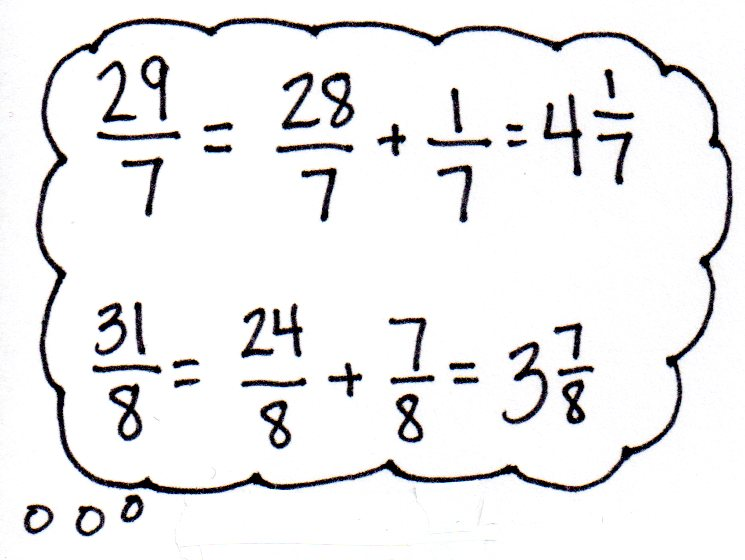 29/7 = 28/7 + 1/7 = 4 1/7
31/8 = 24/8 + 7/8 = 3 7/8